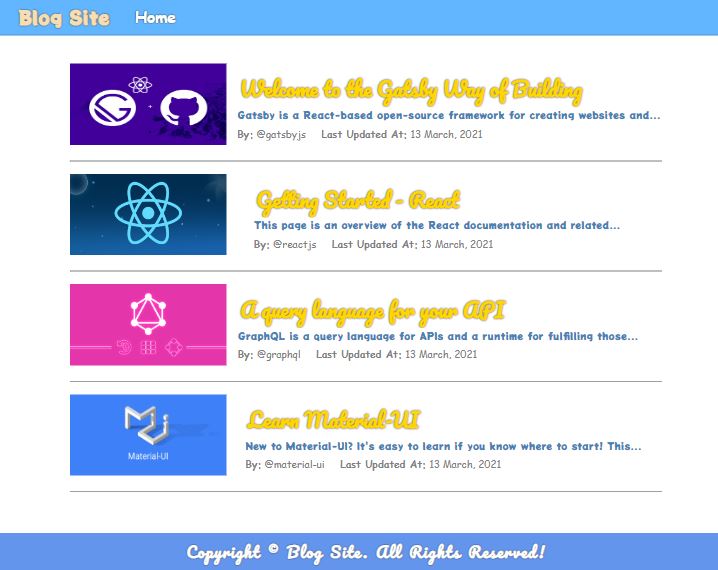 Blog Site Home
Welcome to the Gatsby Way of Building
Gatsby is a React-based open-source framework for creating websites and...
By: @gatsbyjs Last Updated At: 13 March, 2021
Getting Started - React
This page is an overview of the React documentation and related...
By: @reactjs Last Updated At: 13 March, 2021
A query language for your API
GraphQL is a query language for APIs and a runtime for fulfilling those...
By: @graphql Last Updated At: 13 March, 2021
Material-UI
Learn Material-UI
New to Material-UI? It's easy to learn if you know where to start! This...
By: @material-ui Last Updated At: 13 March, 2021
Copyright © Blog Site. All Rights Reserved!